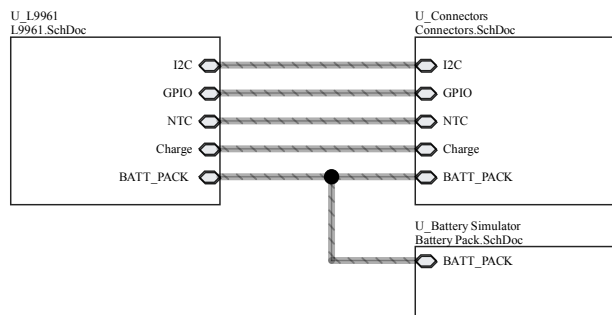 U_L9961
L9961.SchDoc
I2C
GPIO
NTC
Charge
BATT_PACK
U_Connectors
Connectors.SchDoc
I2C
GPIO
NTC
Charge
BATT_PACK
U_Battery Simulator
Battery Pack.SchDoc
BATT_PACK